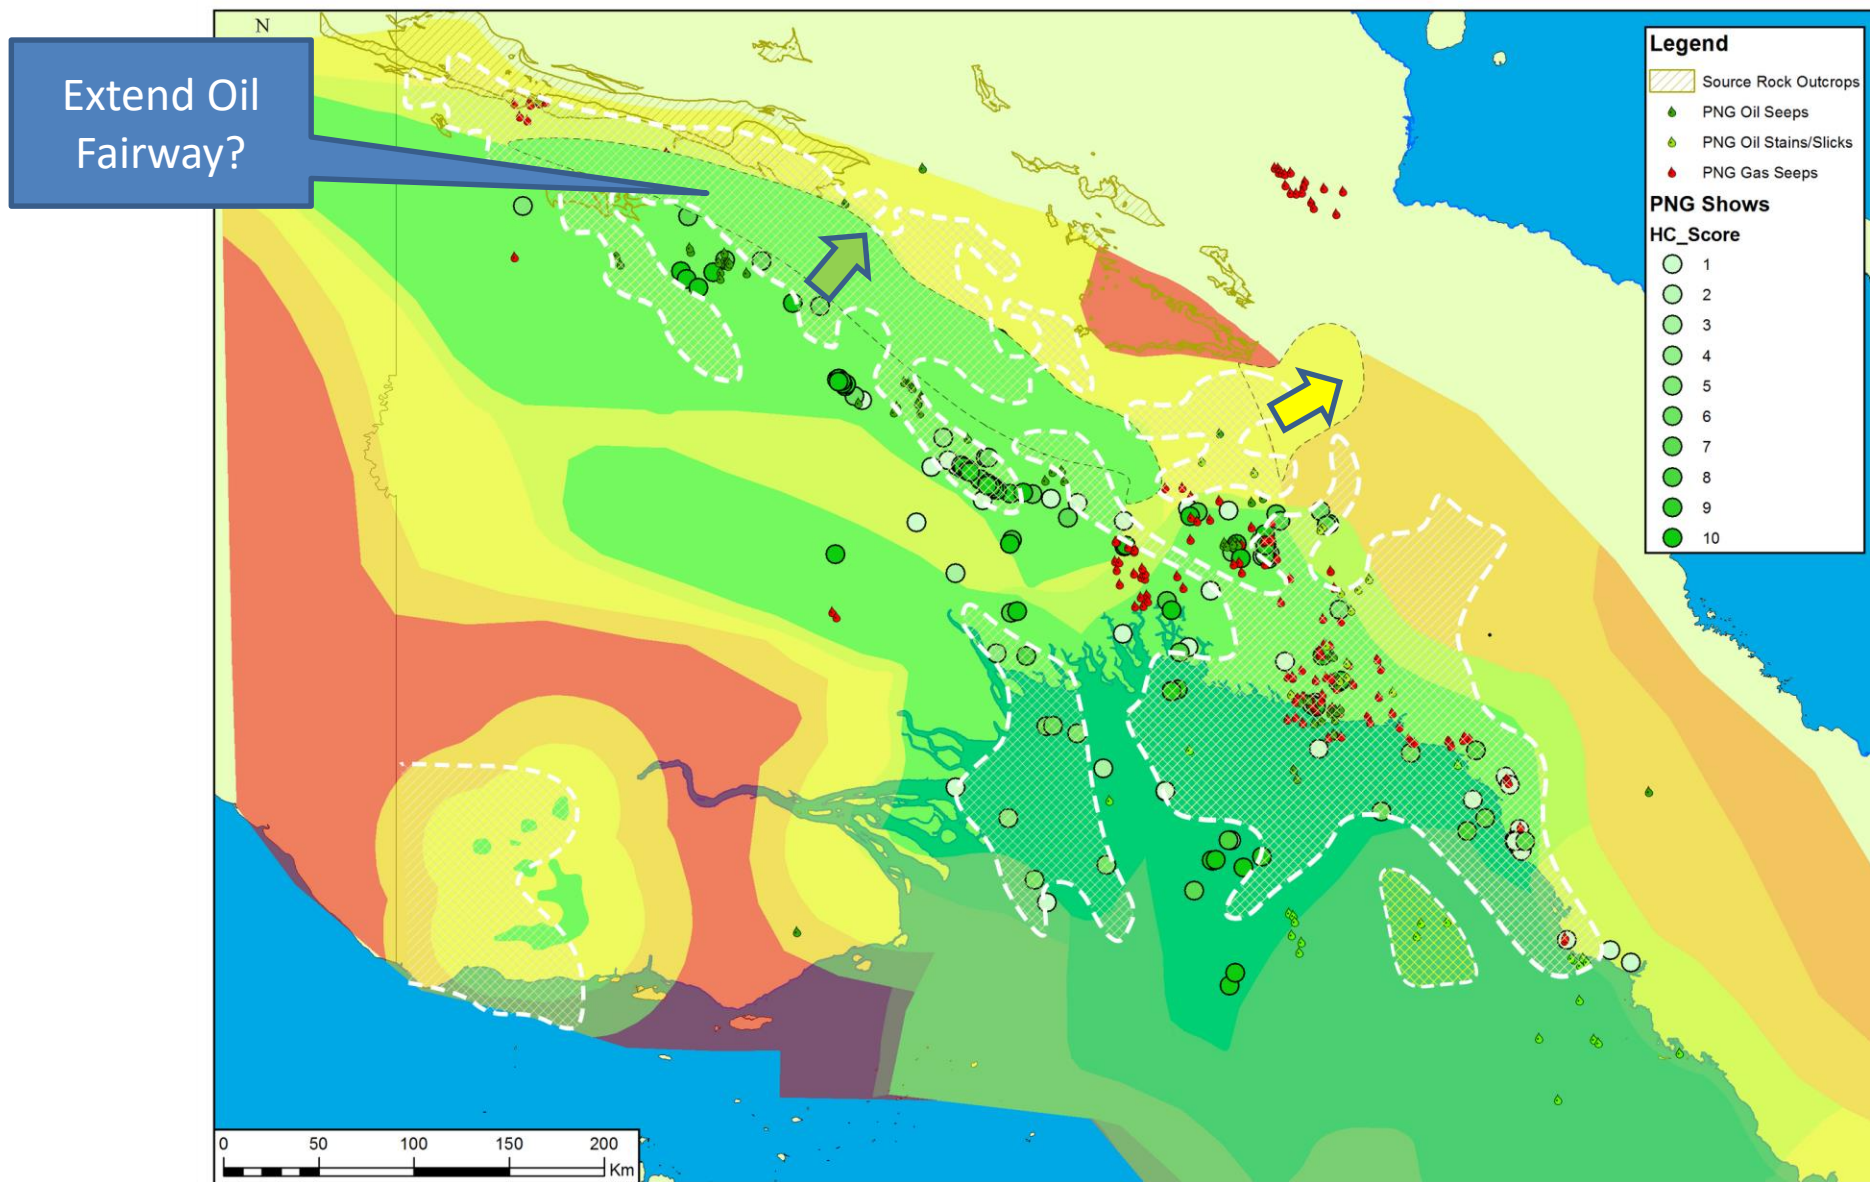 N
Extend Oil
Fairway?
Legend
Source Rock Outcrops
PNG Oil Seeps
PNG Oil Stains/Slicks
PNG Gas Seeps
PNG Shows
HC_Score
1
2
3
4
5
6
7
8
9
10
0 50 100 150 200
Km